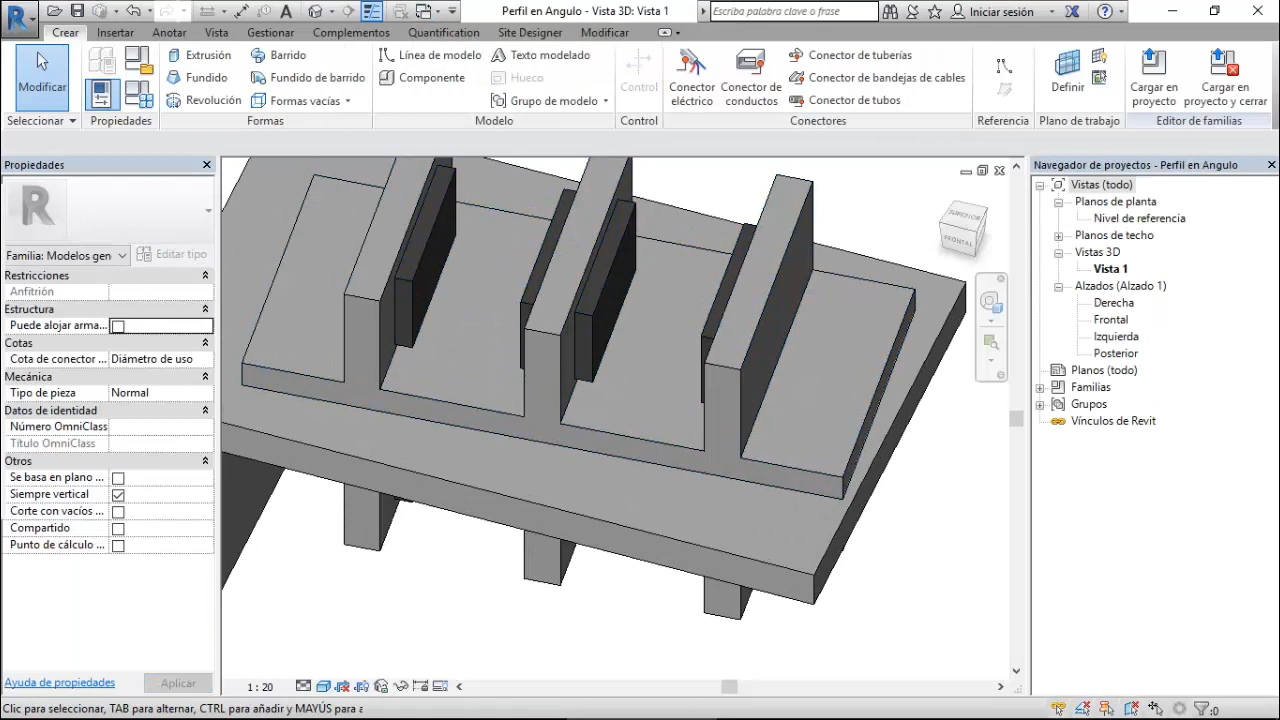 Perfil en Angulo - Vista 3D: Vista 1
Escriba palabra clave o frase
Iniciar sesión
Crear Insertar Anotar Vista Gestionar Complementos Quantification Site Designer Modificar
Modificar
Seleccionar
Propiedades
Extrusión
Fundido
Revolución
Barrido
Fundido de barrido
Formas vacías
Formas
Línea de modelo
Componente
Texto modelado
Hueco
Grupo de modelo
Modelo
Control
Control
Conector eléctrico
Conector de conductos
Conector de tuberías
Conector de bandejas de cables
Conector de tubos
Conectores
Referencia
Definir
Plano de trabajo
Cargar en proyecto
Cargar en proyecto y cerrar
Editor de familias
Propiedades
Familia: Modelos gen
Editar tipo
Restricciones
Anfitrión
Estructura
Puede alojar arma...
Cotas
Cota de conector ... Diámetro de uso
Mecánica
Tipo de pieza Normal
Datos de identidad
Número OmniClass
Título OmniClass
Otros
Se basa en plano ...
Siempre vertical
Corte con vacíos ...
Compartido
Punto de cálculo ...
Ayuda de propiedades
Aplicar
SUPERIOR
FRONTAL
1 : 20
Navegador de proyectos - Perfil en Angulo
Vistas (todo)
Planos de planta
Nivel de referencia
Planos de techo
Vistas 3D
Vista 1
Alzados (Alzado 1)
Derecha
Frontal
Izquierda
Posterior
Planos (todo)
Familias
Grupos
Vínculos de Revit
Clic para seleccionar, TAB para alternar, CTRL para añadir y MAYÚS para a
:0